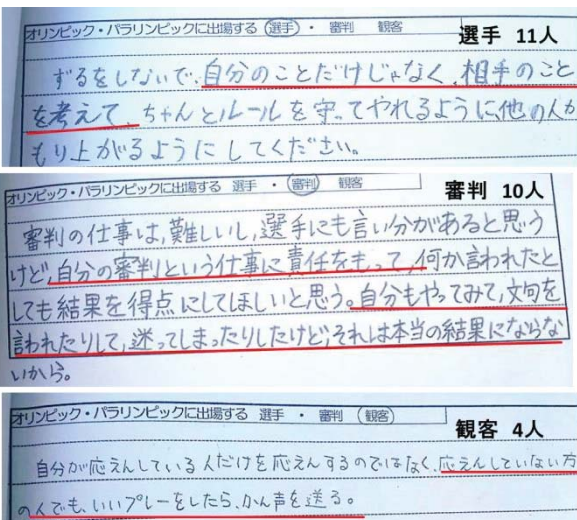 オリンピック・パラリンピックに出場する 選手 ・ 審判 観客
選手 11人
ずるをしないで、自分のことだけじゃなく、相手のこと
を考えて、ちゃんとルールを守ってやれるように、他の人が
もり上がるようにしてください。
オリンピック・パラリンピックに出場する 選手 ・ 審判 観客
審判 10人
審判の仕事は、難しいし、選手にも言い分があると思う
けど、自分の審判という仕事に責任をもって、何か言われたと
しても結果を得点にしてほしいと思う。自分もやってみて、文句を
言われたりして、迷ってしまったりしたけど、それは本当の結果にならな
いから。
オリンピック・パラリンピックに出場する 選手 ・ 審判 観客
観客 4人
自分が応えんしている人だけを応えんするのではなく、応えんしていない方
の人でも、いいプレーをしたら、かん声を送る。